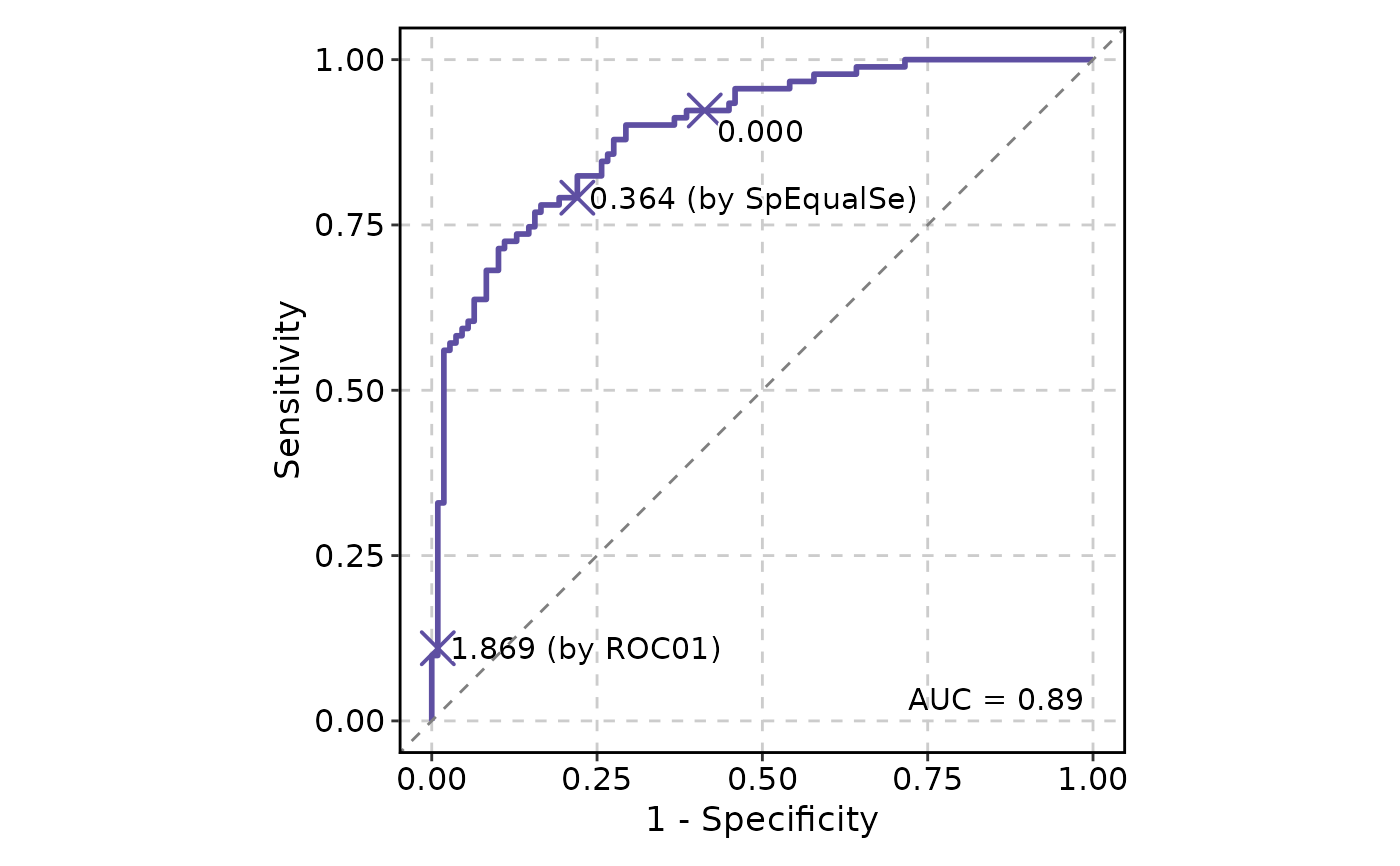 1.00
0.75
0.50
0.25
0.00
Sensitivity
0.000
0.364 (by SpEqualSe)
1.869 (by ROC01)
AUC = 0.89
0.00 0.25 0.50 0.75 1.00
1 - Specificity